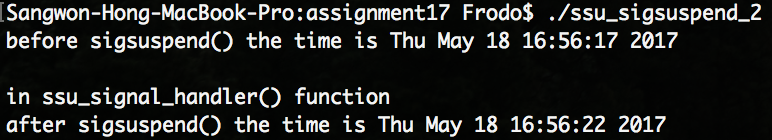 [Sangwon-Hong-MacBook-Pro:assignment17 Frodo$ ./ssu_sigsuspend_2
before sigsuspend() the time is Thu May 18 16:56:17 2017
in ssu_signal_handler() function
after sigsuspend() the time is Thu May 18 16:56:22 2017